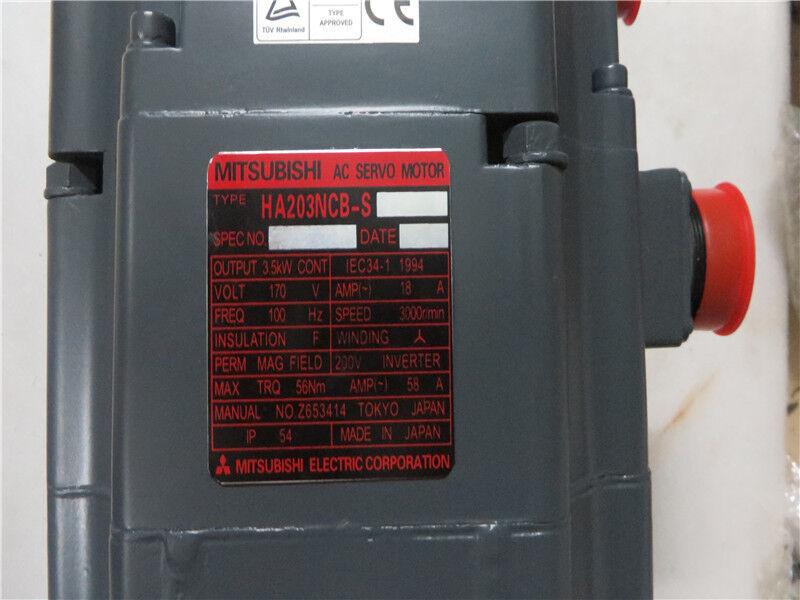 TÜV Rheinland
TYPE
APPROVED
CE
MITSUBISHI AC SERVO MOTOR
TYPE HA203NCB-S
SPEC NO. DATE
OUTPUT 3.5kW CONT IEC34-1 1994
VOLT 170 V AMP(~) 18 A
FREQ 100 Hz SPEED 3000r/min
INSULATION F WINDING
PERM MAG FIELD 200V INVERTER
MAX TRQ 56Nm AMP(~) 58 A
MANUAL NO.Z653414 TOKYO JAPAN
IP 54 MADE IN JAPAN
MITSUBISHI ELECTRIC CORPORATION